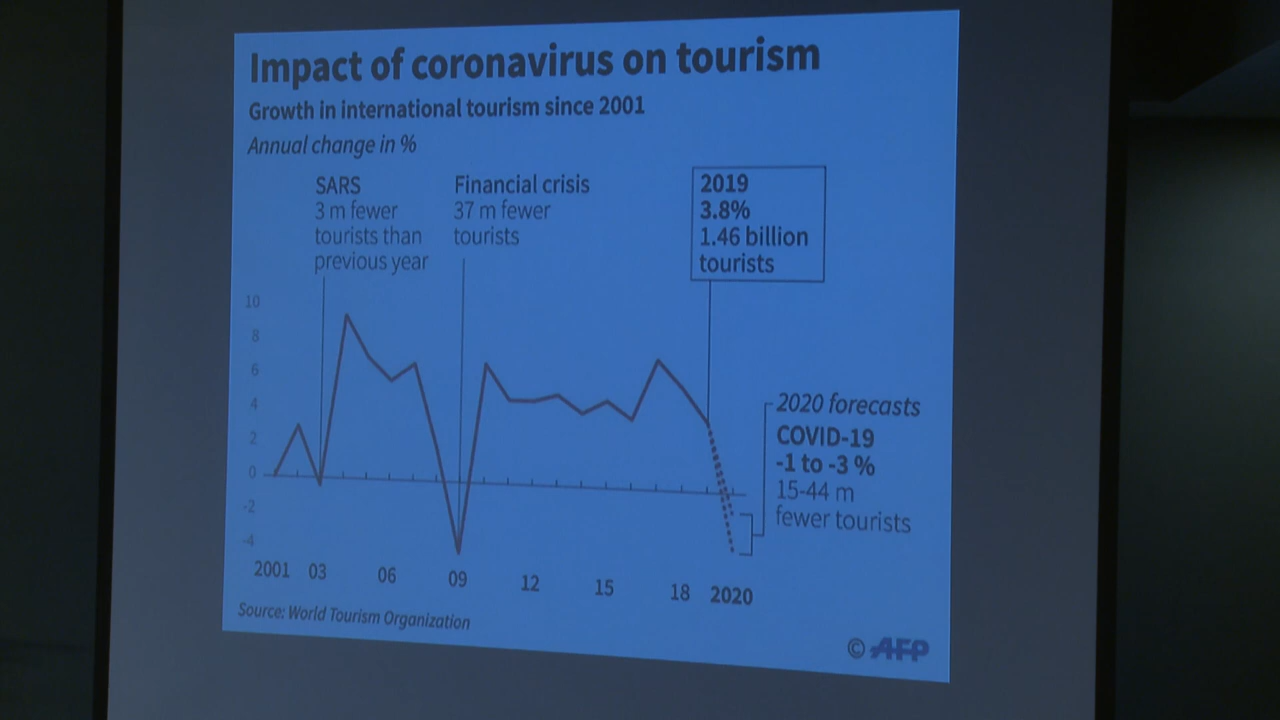 Impact of coronavirus on tourism
Growth in international tourism since 2001
Annual change in %
SARS
3 m fewer
tourists than
previous year
Financial crisis
37 m fewer
tourists
2019
3.8%
1.46 billion
tourists
10
8
6
4
2
0
-2
-4
2020 forecasts
COVID-19
-1 to -3 %
15-44 m
fewer tourists
2001 03 06 09 12 15 18 2020
Source: World Tourism Organization
© AFP